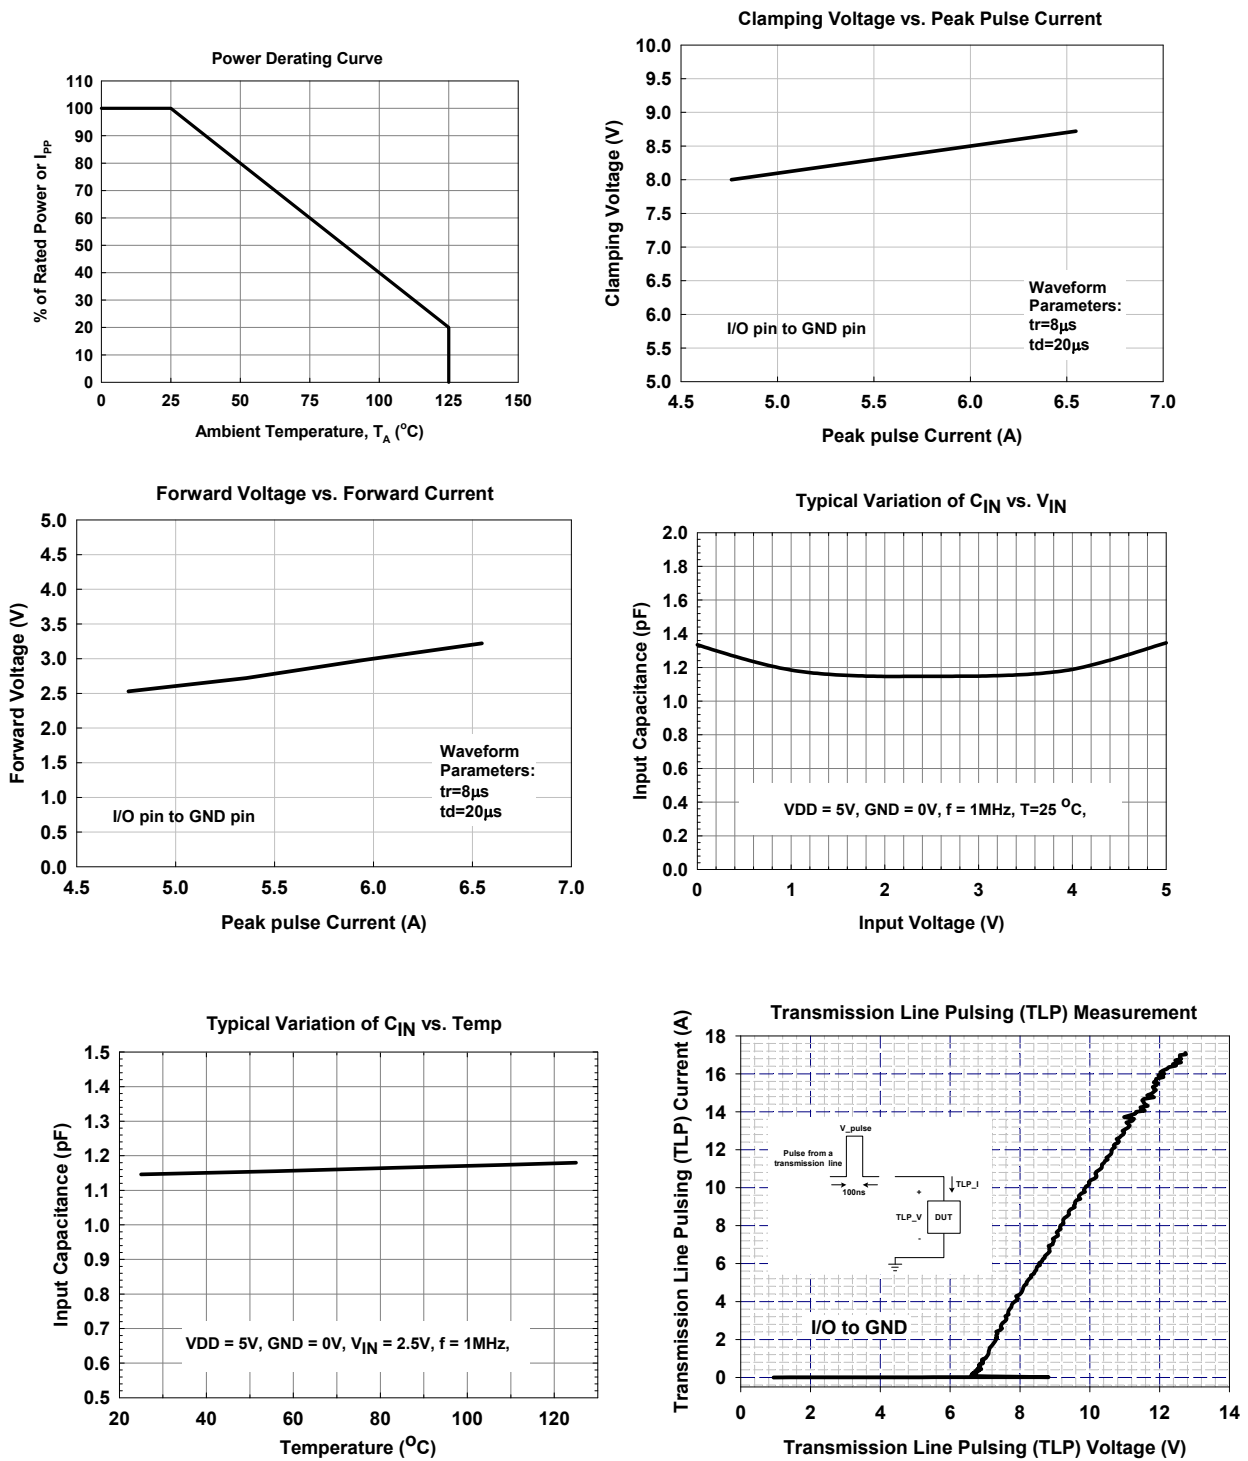 Power Derating Curve
% of Rated Power or IPP
110
100
90
80
70
60
50
40
30
20
10
0
0 25 50 75 100 125 150
Ambient Temperature, TA (oC)
Clamping Voltage vs. Peak Pulse Current
Clamping Voltage (V)
10.0
9.5
9.0
8.5
8.0
7.5
7.0
6.5
6.0
5.5
5.0
I/O pin to GND pin
Waveform
Parameters:
tr=8μs
td=20μs
4.5 5.0 5.5 6.0 6.5 7.0
Peak pulse Current (A)
Forward Voltage vs. Forward Current
Forward Voltage (V)
5.0
4.5
4.0
3.5
3.0
2.5
2.0
1.5
1.0
0.5
0.0
I/O pin to GND pin
Waveform
Parameters:
tr=8μs
td=20μs
4.5 5.0 5.5 6.0 6.5 7.0
Peak pulse Current (A)
Typical Variation of CIN vs. VIN
Input Capacitance (pF)
2.0
1.8
1.6
1.4
1.2
1.0
0.8
0.6
0.4
0.2
0.0
VDD = 5V, GND = 0V, f = 1MHz, T=25 oC,
0 1 2 3 4 5
Input Voltage (V)
Typical Variation of CIN vs. Temp
Input Capacitance (pF)
1.5
1.4
1.3
1.2
1.1
1.0
0.9
0.8
0.7
0.6
0.5
VDD = 5V, GND = 0V, VIN = 2.5V, f = 1MHz,
20 40 60 80 100 120
Temperature (oC)
Transmission Line Pulsing (TLP) Measurement
Transmission Line Pulsing (TLP) Current (A)
18
16
14
12
10
8
6
4
2
0
V_pulse
Pulse from a
transmission line
100ns
TLP_I
+
TLP_V
DUT
-
I/O to GND
0 2 4 6 8 10 12 14
Transmission Line Pulsing (TLP) Voltage (V)